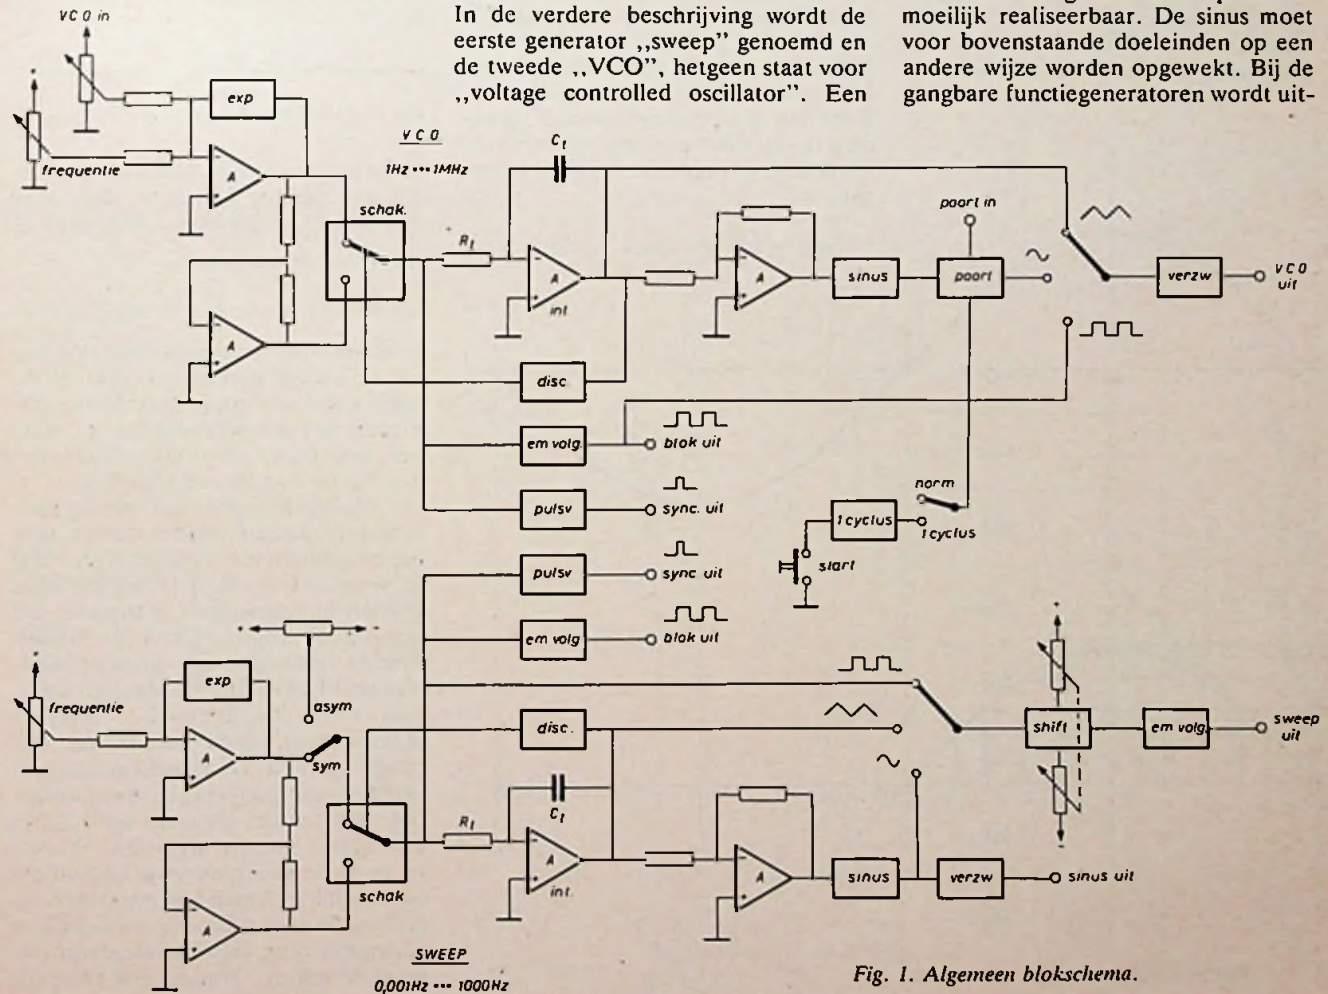 In de verdere beschrijving wordt de
eerste generator „sweep” genoemd en
de tweede „VCO”, hetgeen staat voor
„voltage controlled oscillator”. Een
moeilijk realiseerbaar. De sinus moet
voor bovenstaande doeleinden op een
andere wijze worden opgewekt. Bij de
gangbare functiegeneratoren wordt uit-
VCO in
+
+
exp
frequentie
A
A
schak.
VCO
1Hz ••• 1MHz
Ct
Rt
A
int.
A
sinus
poort in
poort
verzw
VCO
uit
disc
em volg.
blok uit
pulsv
sync. uit
norm
1 cyclus
1 cyclus
start
pulsv
sync uit
em volg
blok uit
+
frequentie
exp
A
A
+
-
asym
sym
schak
disc.
Ct
Rt
A
int.
A
sinus
verzw
sinus uit
+
shift
-
em volg.
sweep
uit
SWEEP
0,001Hz ••• 1000Hz
Fig. 1. Algemeen blokschema.